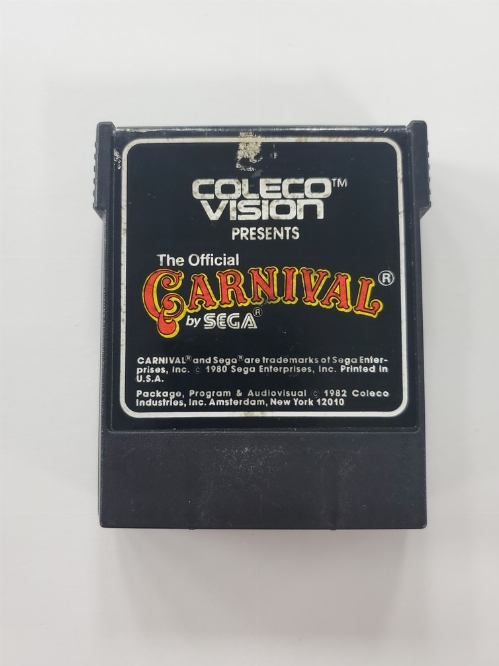 COLECO™
VISION
PRESENTS
The Official
CARNIVAL®
by SEGA®
CARNIVAL® and Sega® are trademarks of Sega Enter-
prises, Inc. © 1980 Sega Enterprises, Inc. Printed in
U.S.A.
Package, Program & Audiovisual © 1982 Coleco
Industries, Inc. Amsterdam, New York 12010